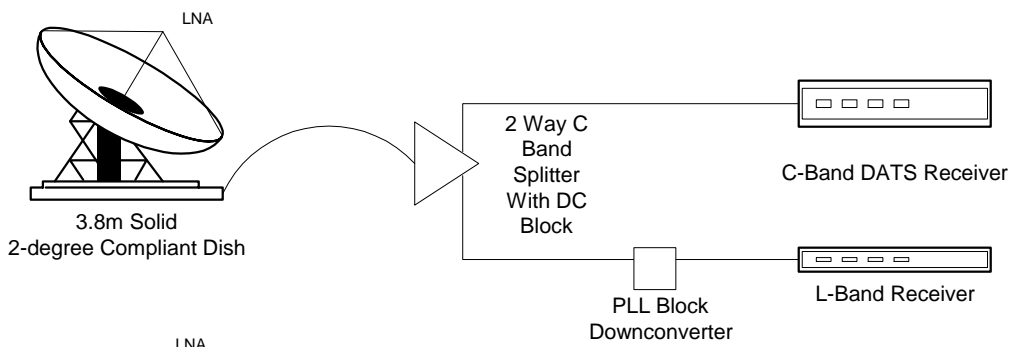 LNA
2 Way C
Band
Splitter
With DC
Block
C-Band DATS Receiver
3.8m Solid
2-degree Compliant Dish
L-Band Receiver
PLL Block
Downconverter
LNA